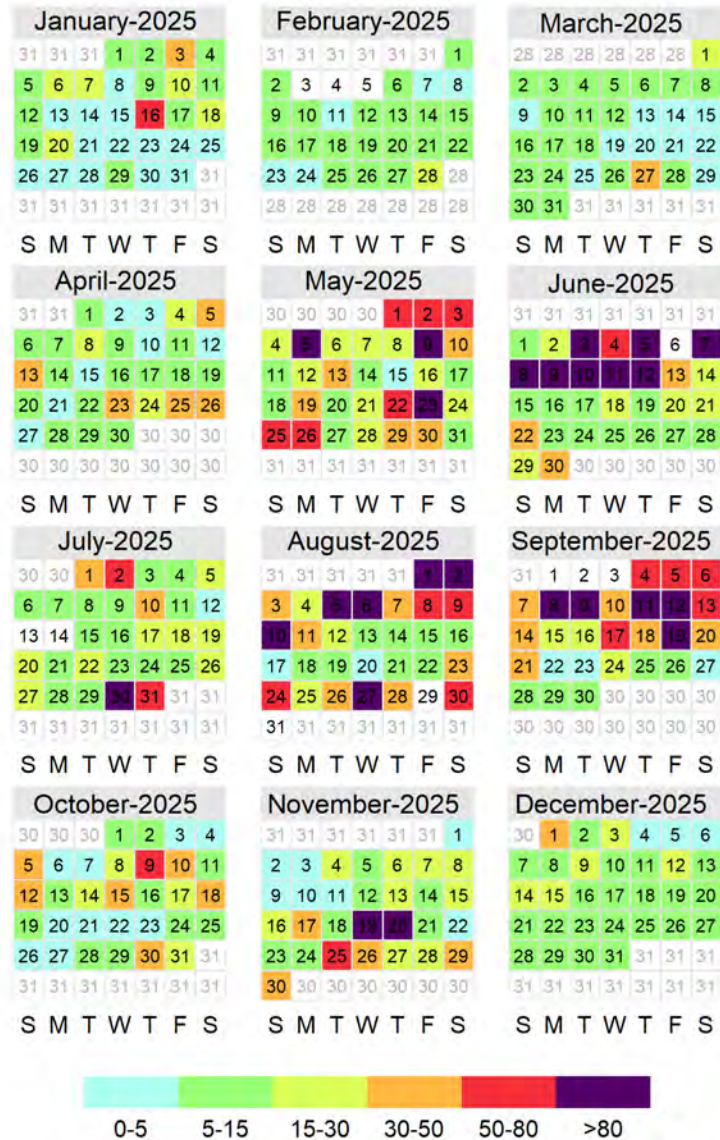 January-2025
31 31 31 1 2 3 4
5 6 7 8 9 10 11
12 13 14 15 16 17 18
19 20 21 22 23 24 25
26 27 28 29 30 31 31
31 31 31 31 31 31 31
S M T W T F S
February-2025
31 31 31 31 31 31 1
2 3 4 5 6 7 8
9 10 11 12 13 14 15
16 17 18 19 20 21 22
23 24 25 26 27 28 28
28 28 28 28 28 28 28
S M T W T F S
March-2025
28 28 28 28 28 28 1
2 3 4 5 6 7 8
9 10 11 12 13 14 15
16 17 18 19 20 21 22
23 24 25 26 27 28 29
30 31 31 31 31 31 31
S M T W T F S
April-2025
31 31 1 2 3 4 5
6 7 8 9 10 11 12
13 14 15 16 17 18 19
20 21 22 23 24 25 26
27 28 29 30 30 30 30
30 30 30 30 30 30 30
S M T W T F S
May-2025
30 30 30 30 1 2 3
4 5 6 7 8 9 10
11 12 13 14 15 16 17
18 19 20 21 22 23 24
25 26 27 28 29 30 31
31 31 31 31 31 31 31
S M T W T F S
June-2025
31 31 31 31 31 31 31
1 2 3 4 5 6 7
8 9 10 11 12 13 14
15 16 17 18 19 20 21
22 23 24 25 26 27 28
29 30 30 30 30 30 30
S M T W T F S
July-2025
30 30 1 2 3 4 5
6 7 8 9 10 11 12
13 14 15 16 17 18 19
20 21 22 23 24 25 26
27 28 29 30 31 31 31
31 31 31 31 31 31 31
S M T W T F S
August-2025
31 31 31 31 31 1 2
3 4 5 6 7 8 9
10 11 12 13 14 15 16
17 18 19 20 21 22 23
24 25 26 27 28 29 30
31 31 31 31 31 31 31
S M T W T F S
September-2025
31 1 2 3 4 5 6
7 8 9 10 11 12 13
14 15 16 17 18 19 20
21 22 23 24 25 26 27
28 29 30 30 30 30 30
30 30 30 30 30 30 30
S M T W T F S
October-2025
30 30 30 1 2 3 4
5 6 7 8 9 10 11
12 13 14 15 16 17 18
19 20 21 22 23 24 25
26 27 28 29 30 31 31
31 31 31 31 31 31 31
S M T W T F S
November-2025
31 31 31 31 31 31 1
2 3 4 5 6 7 8
9 10 11 12 13 14 15
16 17 18 19 20 21 22
23 24 25 26 27 28 29
30 30 30 30 30 30 30
S M T W T F S
December-2025
30 1 2 3 4 5 6
7 8 9 10 11 12 13
14 15 16 17 18 19 20
21 22 23 24 25 26 27
28 29 30 31 31 31 31
31 31 31 31 31 31 31
S M T W T F S
0-5 5-15 15-30 30-50 50-80 >80